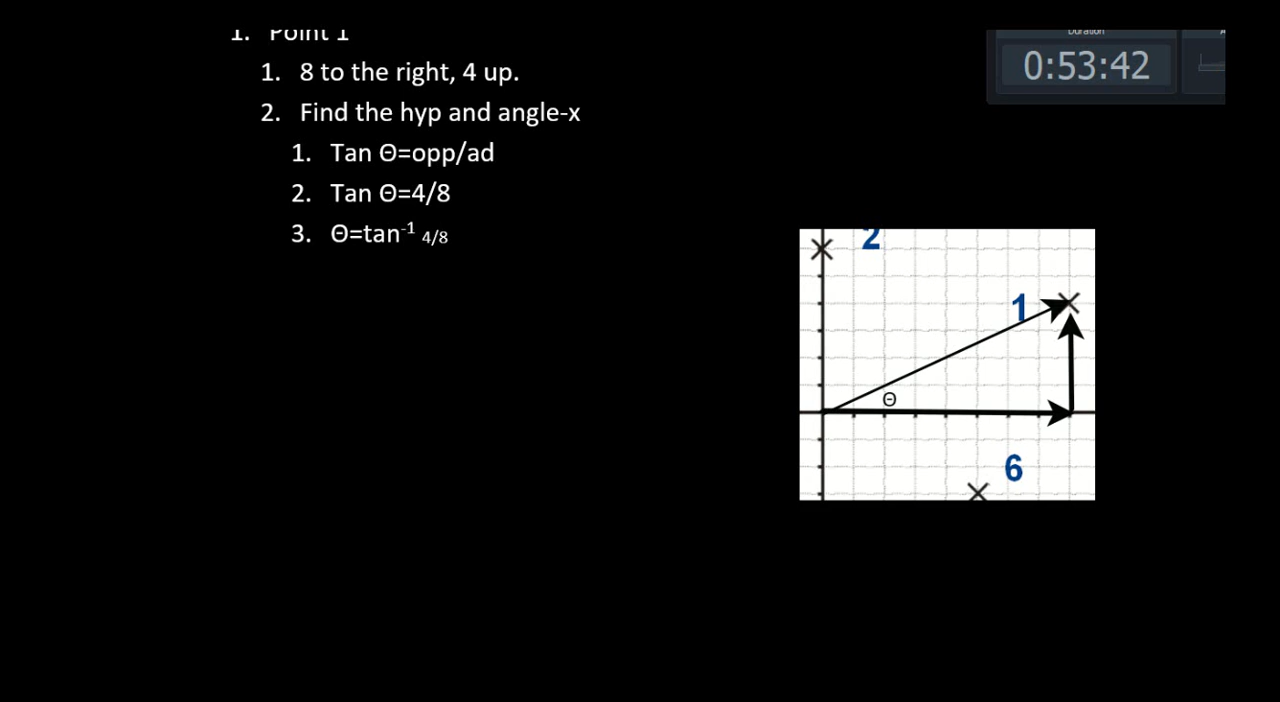 1. Point 1
1. 8 to the right, 4 up.
2. Find the hyp and angle-x
1. Tan Θ=opp/ad
2. Tan Θ=4/8
3. Θ=tan⁻¹ 4/8
Duration
0:53:42
2
1
Θ
6